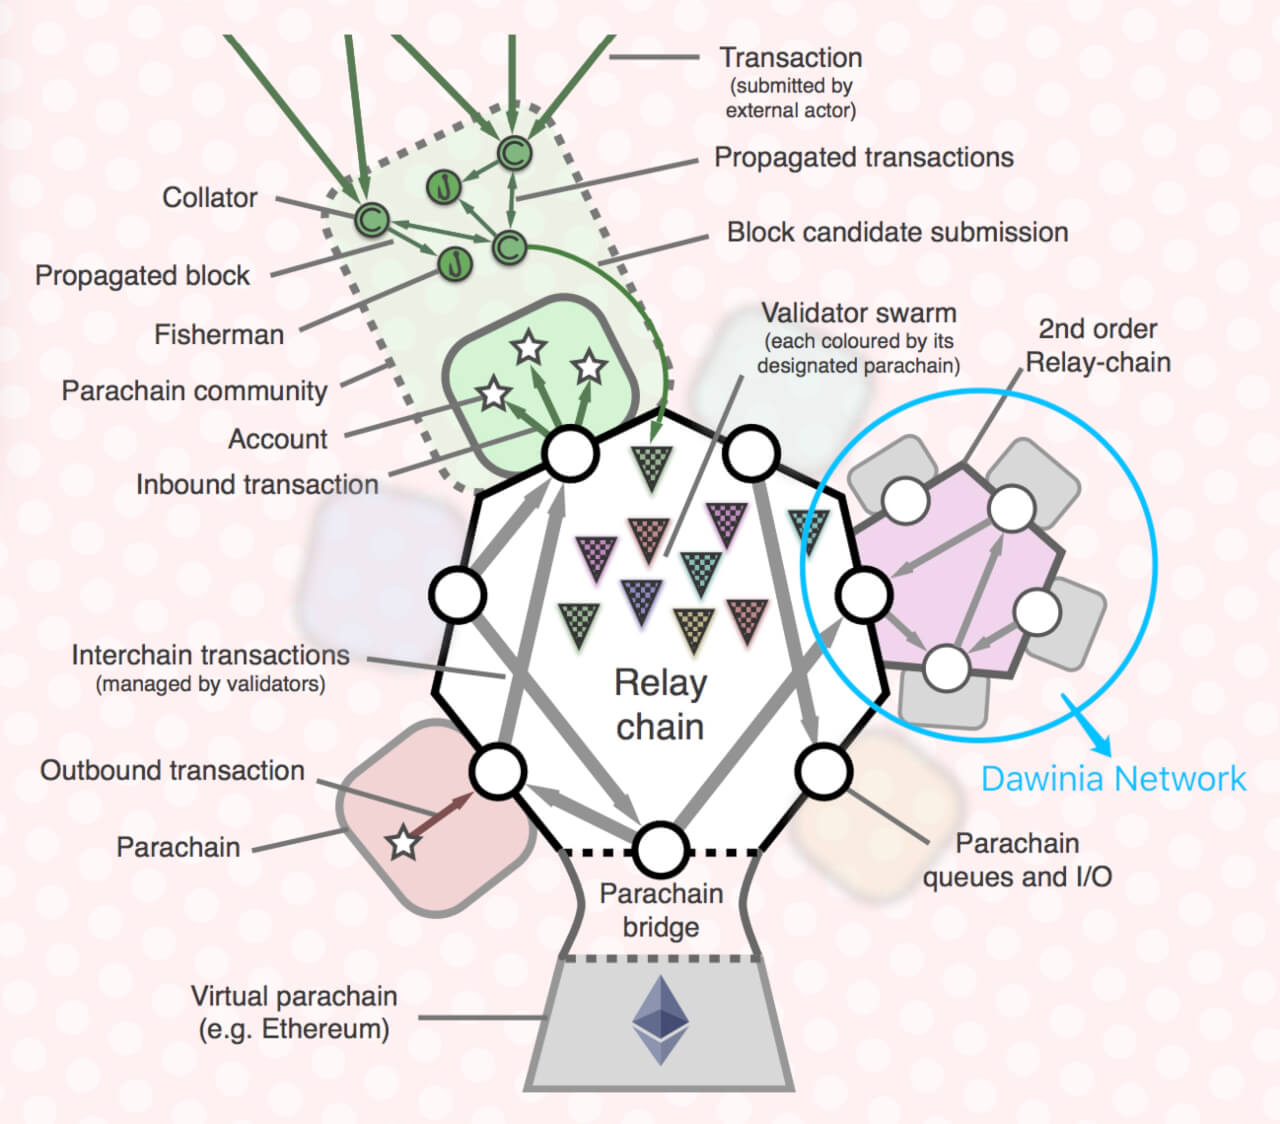 Transaction
(submitted by
external actor)
Propagated transactions
Collator
Block candidate submission
Propagated block
Fisherman
Validator swarm
(each coloured by its
designated parachain)
2nd order
Relay-chain
Parachain community
Account
Inbound transaction
C
J
C
C
J
Interchain transactions
(managed by validators)
Relay
chain
Outbound transaction
Dawinia Network
Parachain
Parachain
queues and I/O
Parachain
bridge
Virtual parachain
(e.g. Ethereum)